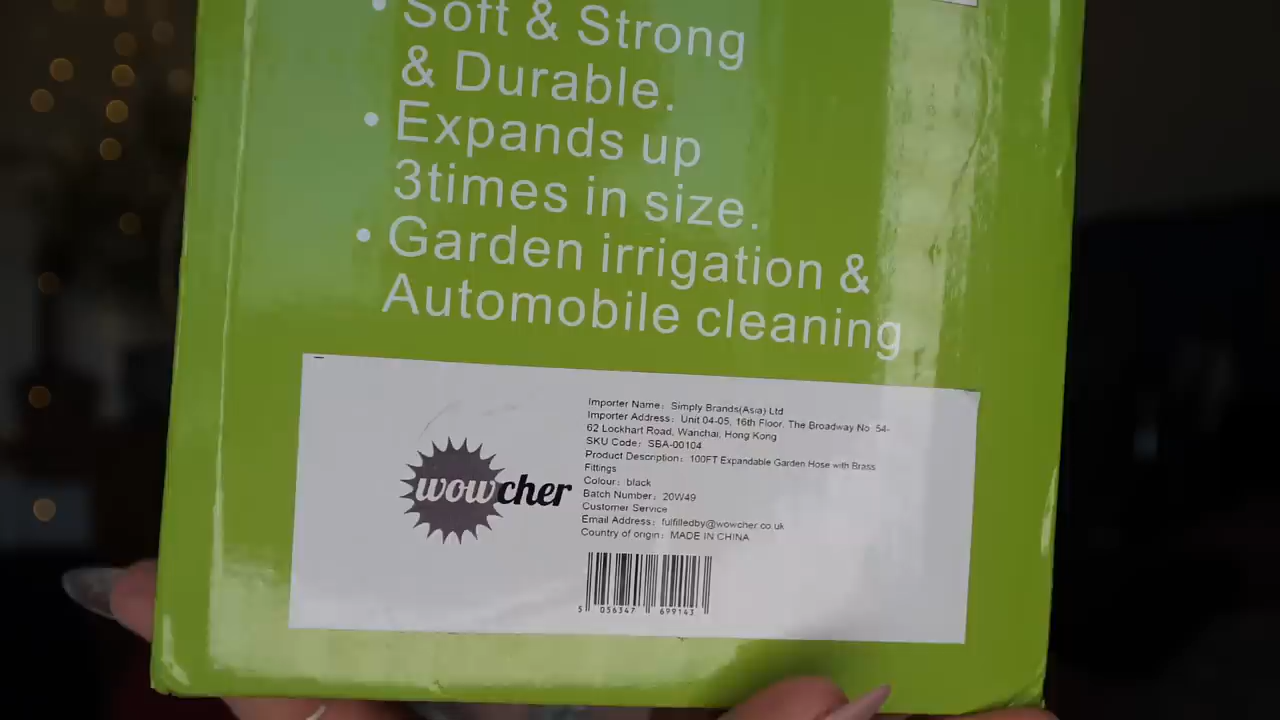 • Soft & Strong
& Durable.
• Expands up
3times in size.
• Garden irrigation &
Automobile cleaning
wowcher
Importer Name: Simply Brands(Asia) Ltd
Importer Address: Unit 04-05, 16th Floor, The Broadway No. 54-
62 Lockhart Road, Wanchai, Hong Kong
SKU Code: SBA-00104
Product Description: 100FT Expandable Garden Hose with Brass
Fittings
Colour: black
Batch Number: 20W49
Customer Service
Email Address: fulfilledby@wowcher.co.uk
Country of origin: MADE IN CHINA
5 056347 699143